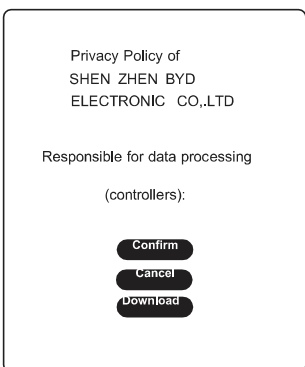 Privacy Policy of
SHEN ZHEN BYD
ELECTRONIC CO,.LTD
Responsible for data processing
(controllers):
Confirm
Cancel
Download